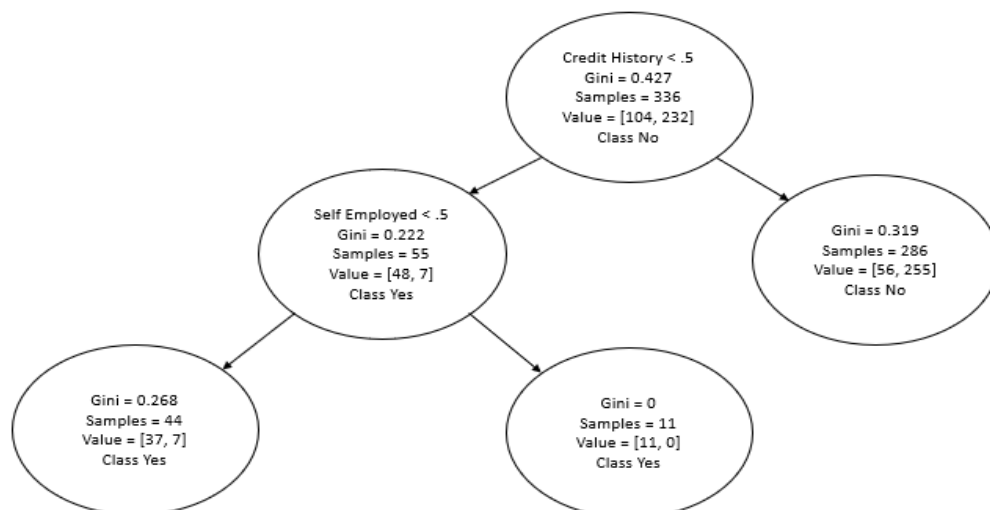 Credit History < .5
Gini = 0.427
Samples = 336
Value = [104, 232]
Class No
Self Employed < .5
Gini = 0.222
Samples = 55
Value = [48, 7]
Class Yes
Gini = 0.319
Samples = 286
Value = [56, 255]
Class No
Gini = 0.268
Samples = 44
Value = [37, 7]
Class Yes
Gini = 0
Samples = 11
Value = [11, 0]
Class Yes